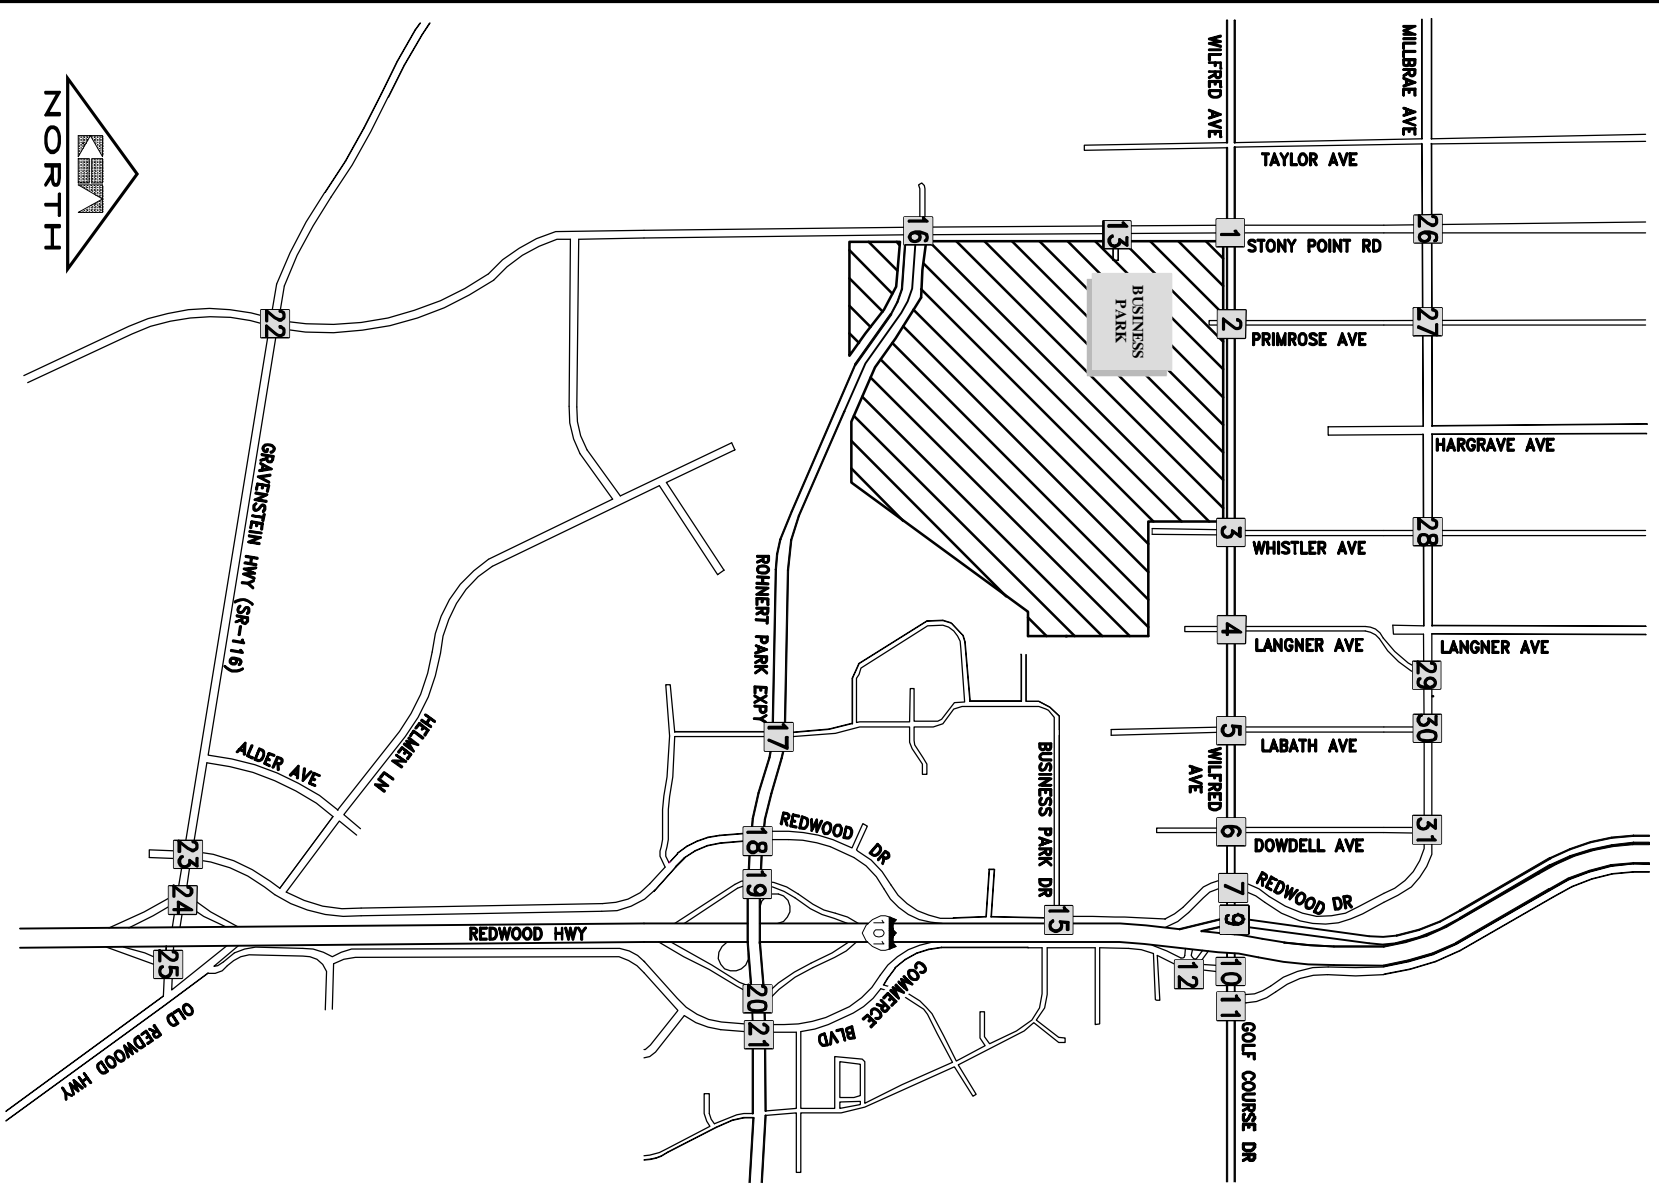 MILLBRAE AVE
WILFRED AVE
TAYLOR AVE
NORTH
KEA
16
13
1
STONY POINT RD
26
BUSINESS
PARK
22
2
PRIMROSE AVE
27
HARGRAVE AVE
GRAVENSTEIN HWY (SR-116)
3
WHISTLER AVE
28
ROHNERT PARK EXPY
4
LANGNER AVE
LANGNER AVE
29
17
5
LABATH AVE
30
HELMEN LN
ALDER AVE
BUSINESS PARK DR
WILFRED
AVE
REDWOOD DR
18
6
DOWDELL AVE
31
23
19
7
REDWOOD DR
24
15
9
REDWOOD HWY
101
25
12
10
COMMERCE BLVD
20
11
21
OLD REDWOOD HWY
GOLF COURSE DR